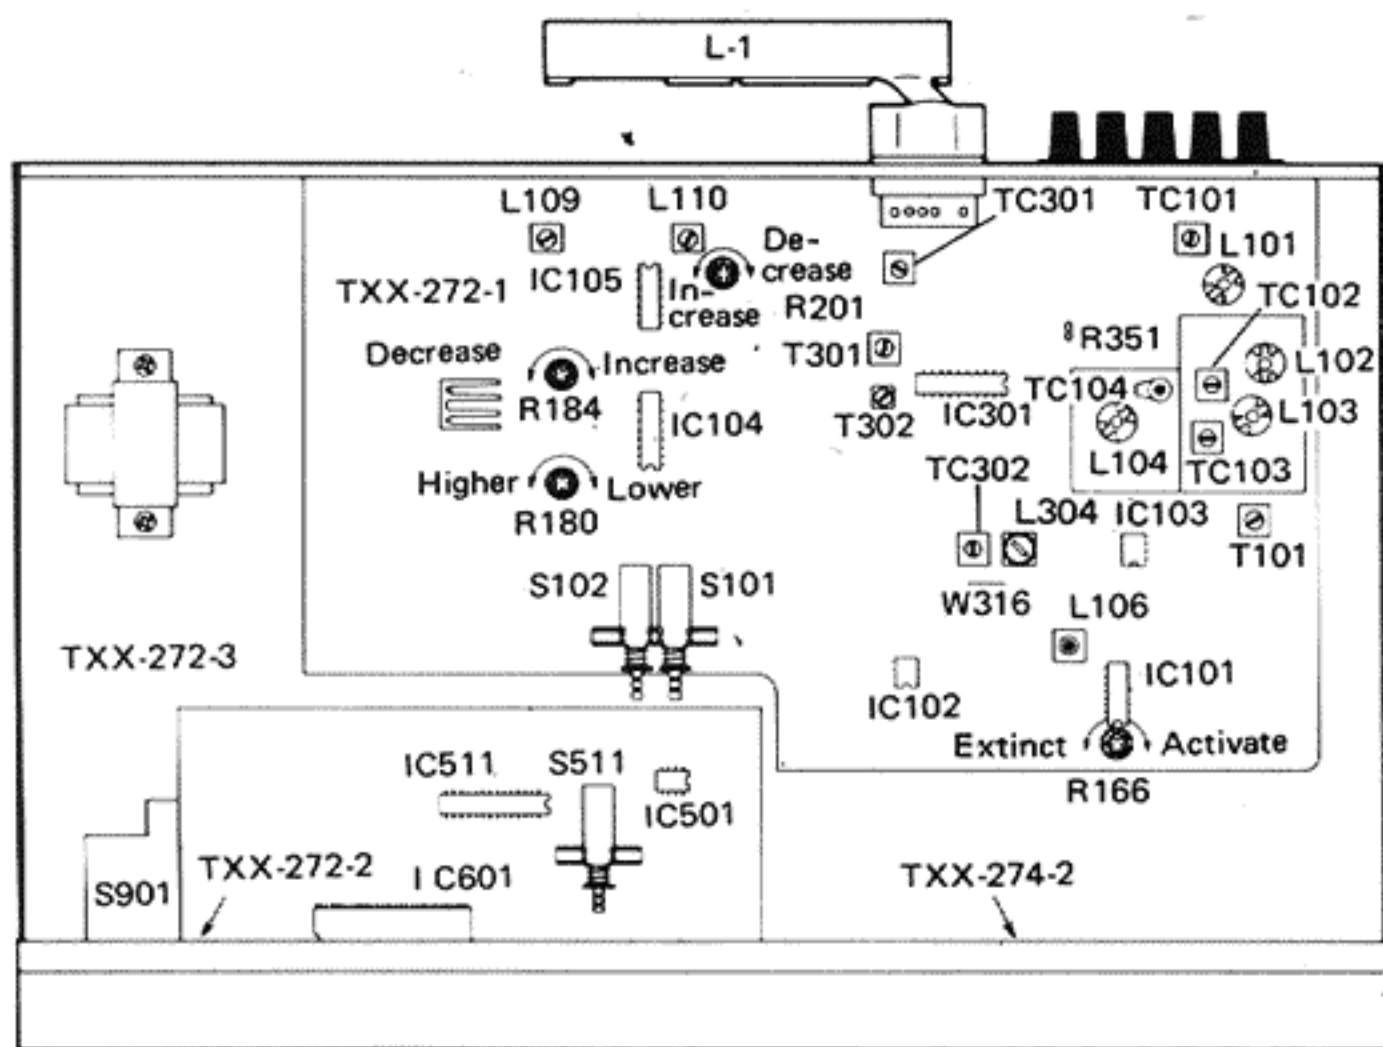 L-1
L109
L110
De-
crease
TC301
TC101
L101
TXX-272-1
IC105
In-
crease
R201
TC102
Decrease
Increase
T301
R351
L102
R184
IC104
T302
IC301
TC104
L103
Higher
Lower
TC302
L104
TC103
R180
L304
IC103
T101
S102
S101
W316
L106
TXX-272-3
IC102
IC101
Extinct
Activate
IC511
S511
IC501
R166
TXX-272-2
I C601
TXX-274-2
S901